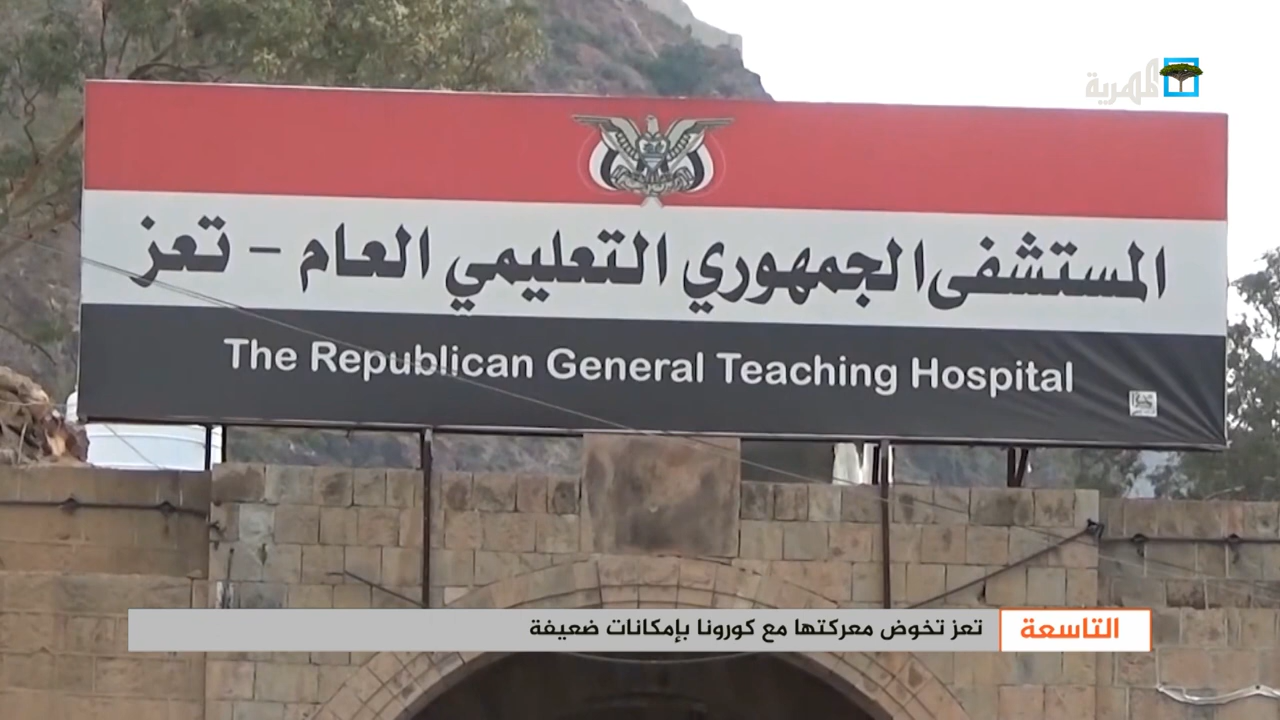 المهرية
المستشفى الجمهوري التعليمي العام - تعز
The Republican General Teaching Hospital
التاسعة
تعز تخوض معركتها مع كورونا بإمكانات ضعيفة